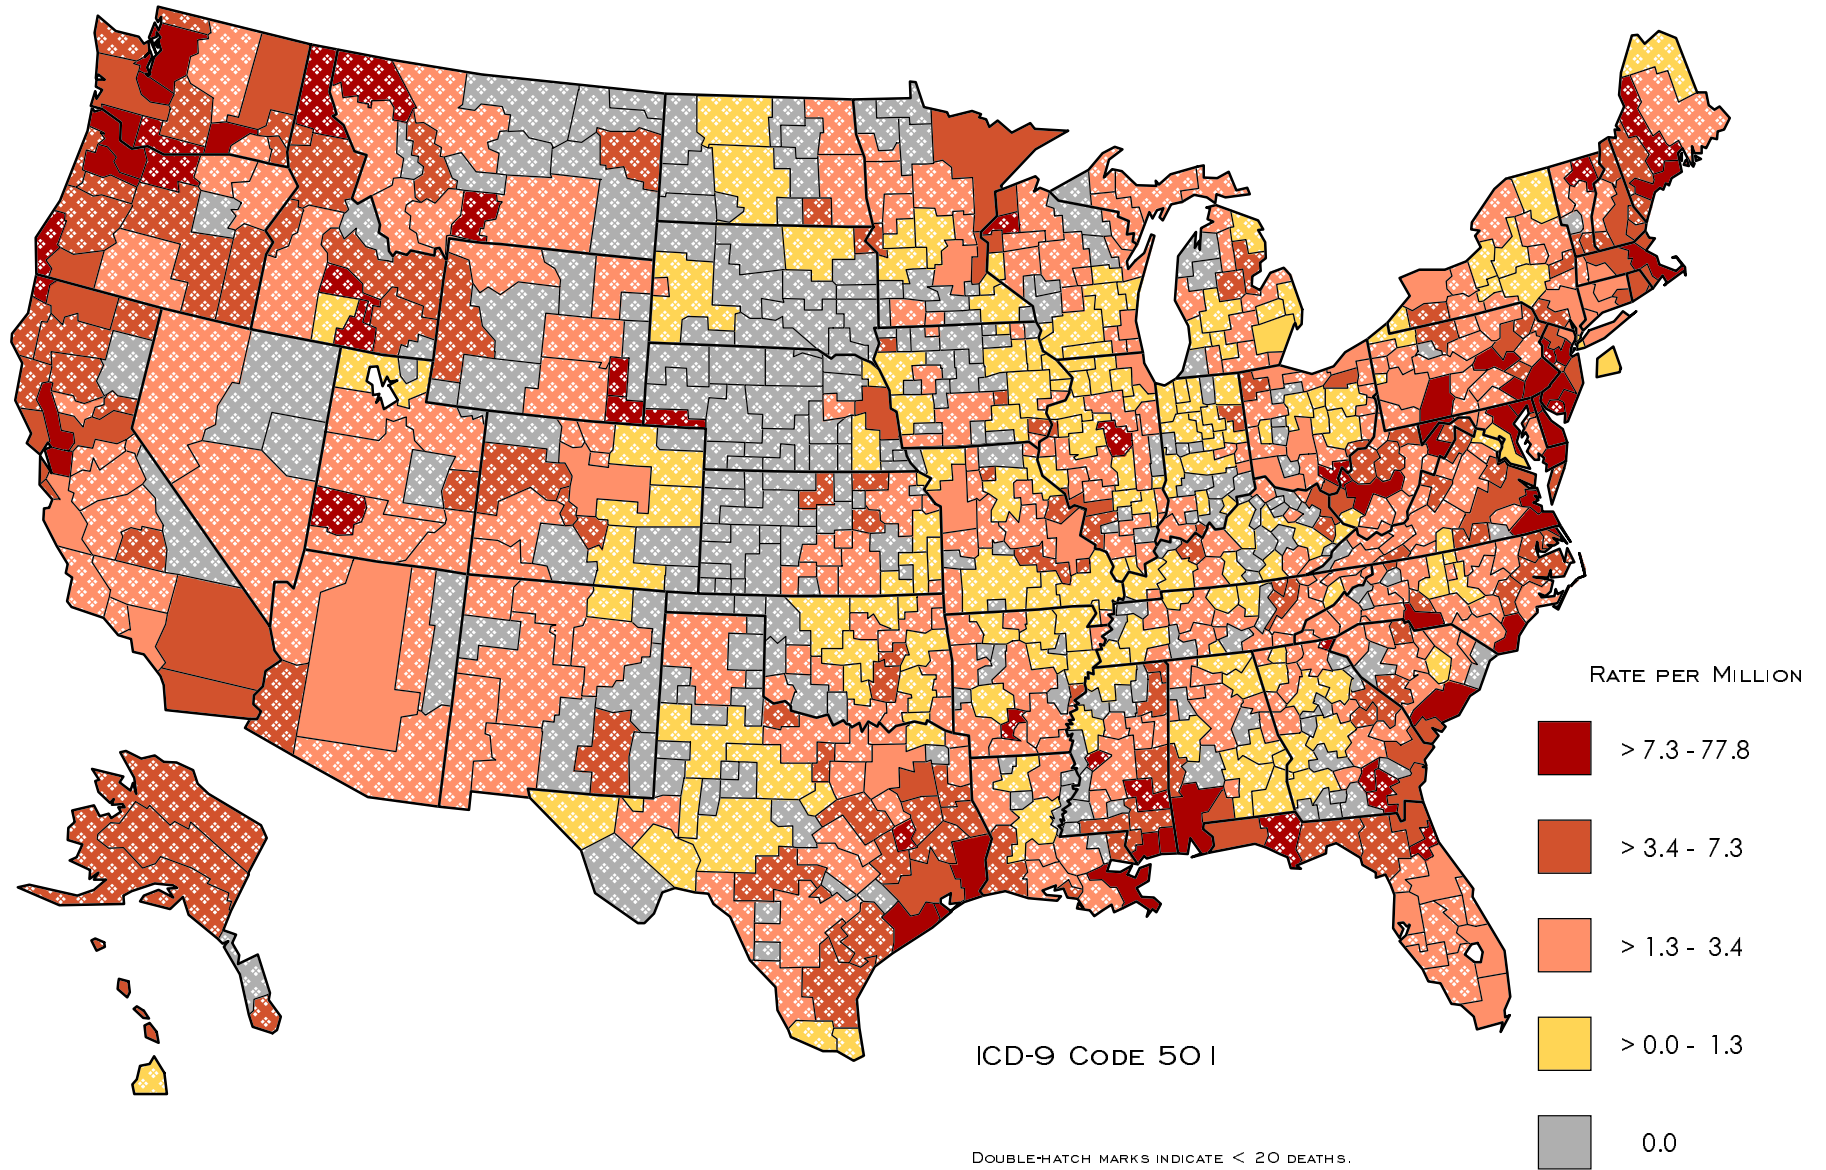 Rate per Million
> 7.3 - 77.8
> 3.4 - 7.3
> 1.3 - 3.4
> 0.0 - 1.3
0.0
ICD-9 Code 501
Double-hatch marks indicate < 20 deaths.